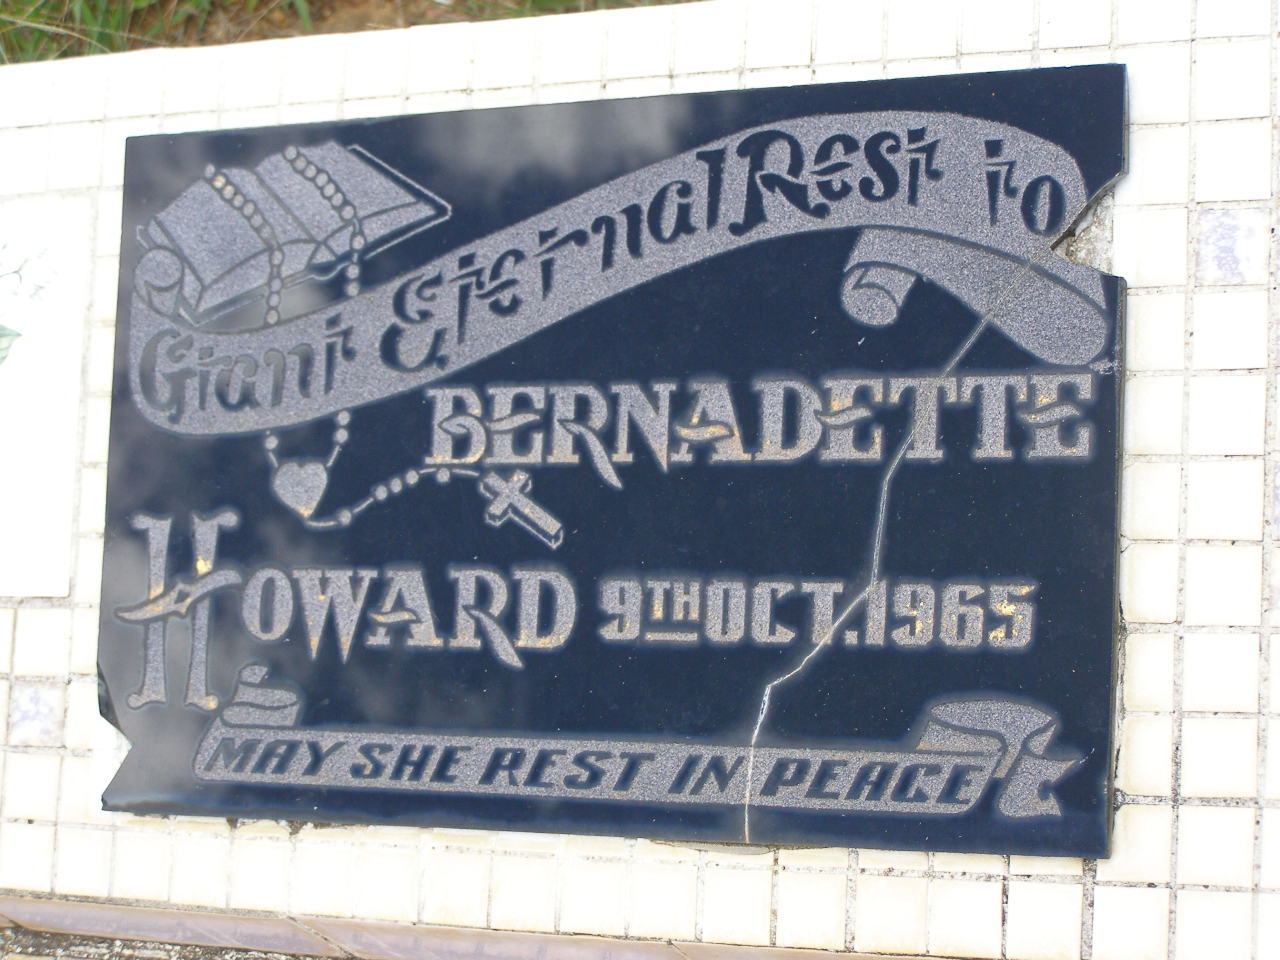 Grant Eternal Rest to
BERNADETTE
HOWARD 9TH OCT. 1965
MAY SHE REST IN PEACE